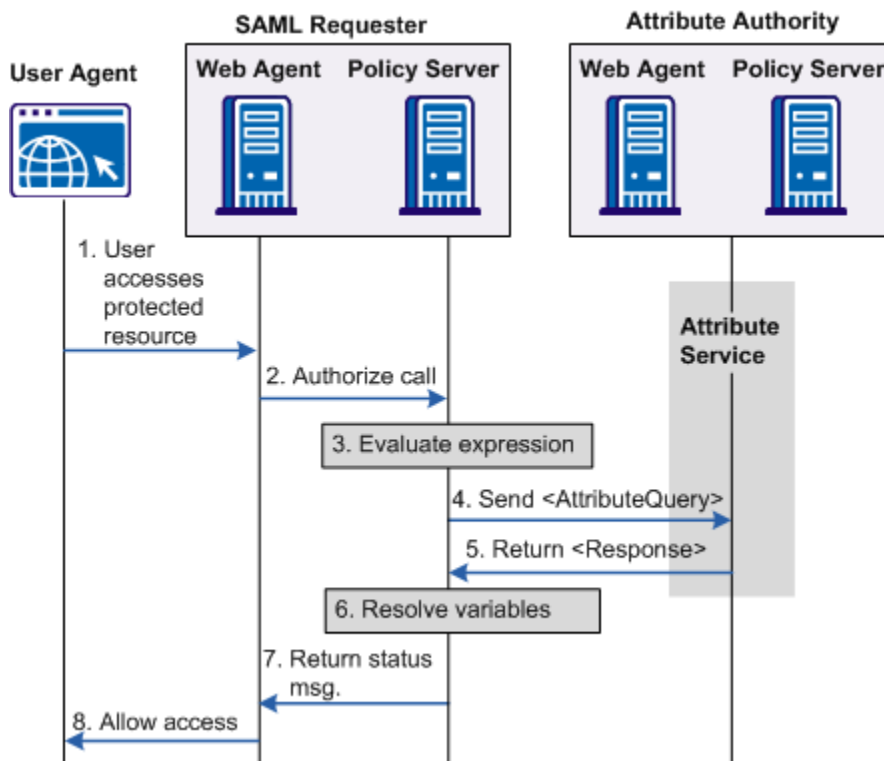 SAML Requester
Attribute Authority
User Agent
Web Agent
Policy Server
Web Agent
Policy Server
1. User
accesses
protected
resource
Attribute
Service
2. Authorize call
3. Evaluate expression
4. Send <AttributeQuery>
5. Return <Response>
6. Resolve variables
7. Return status
msg.
8. Allow access